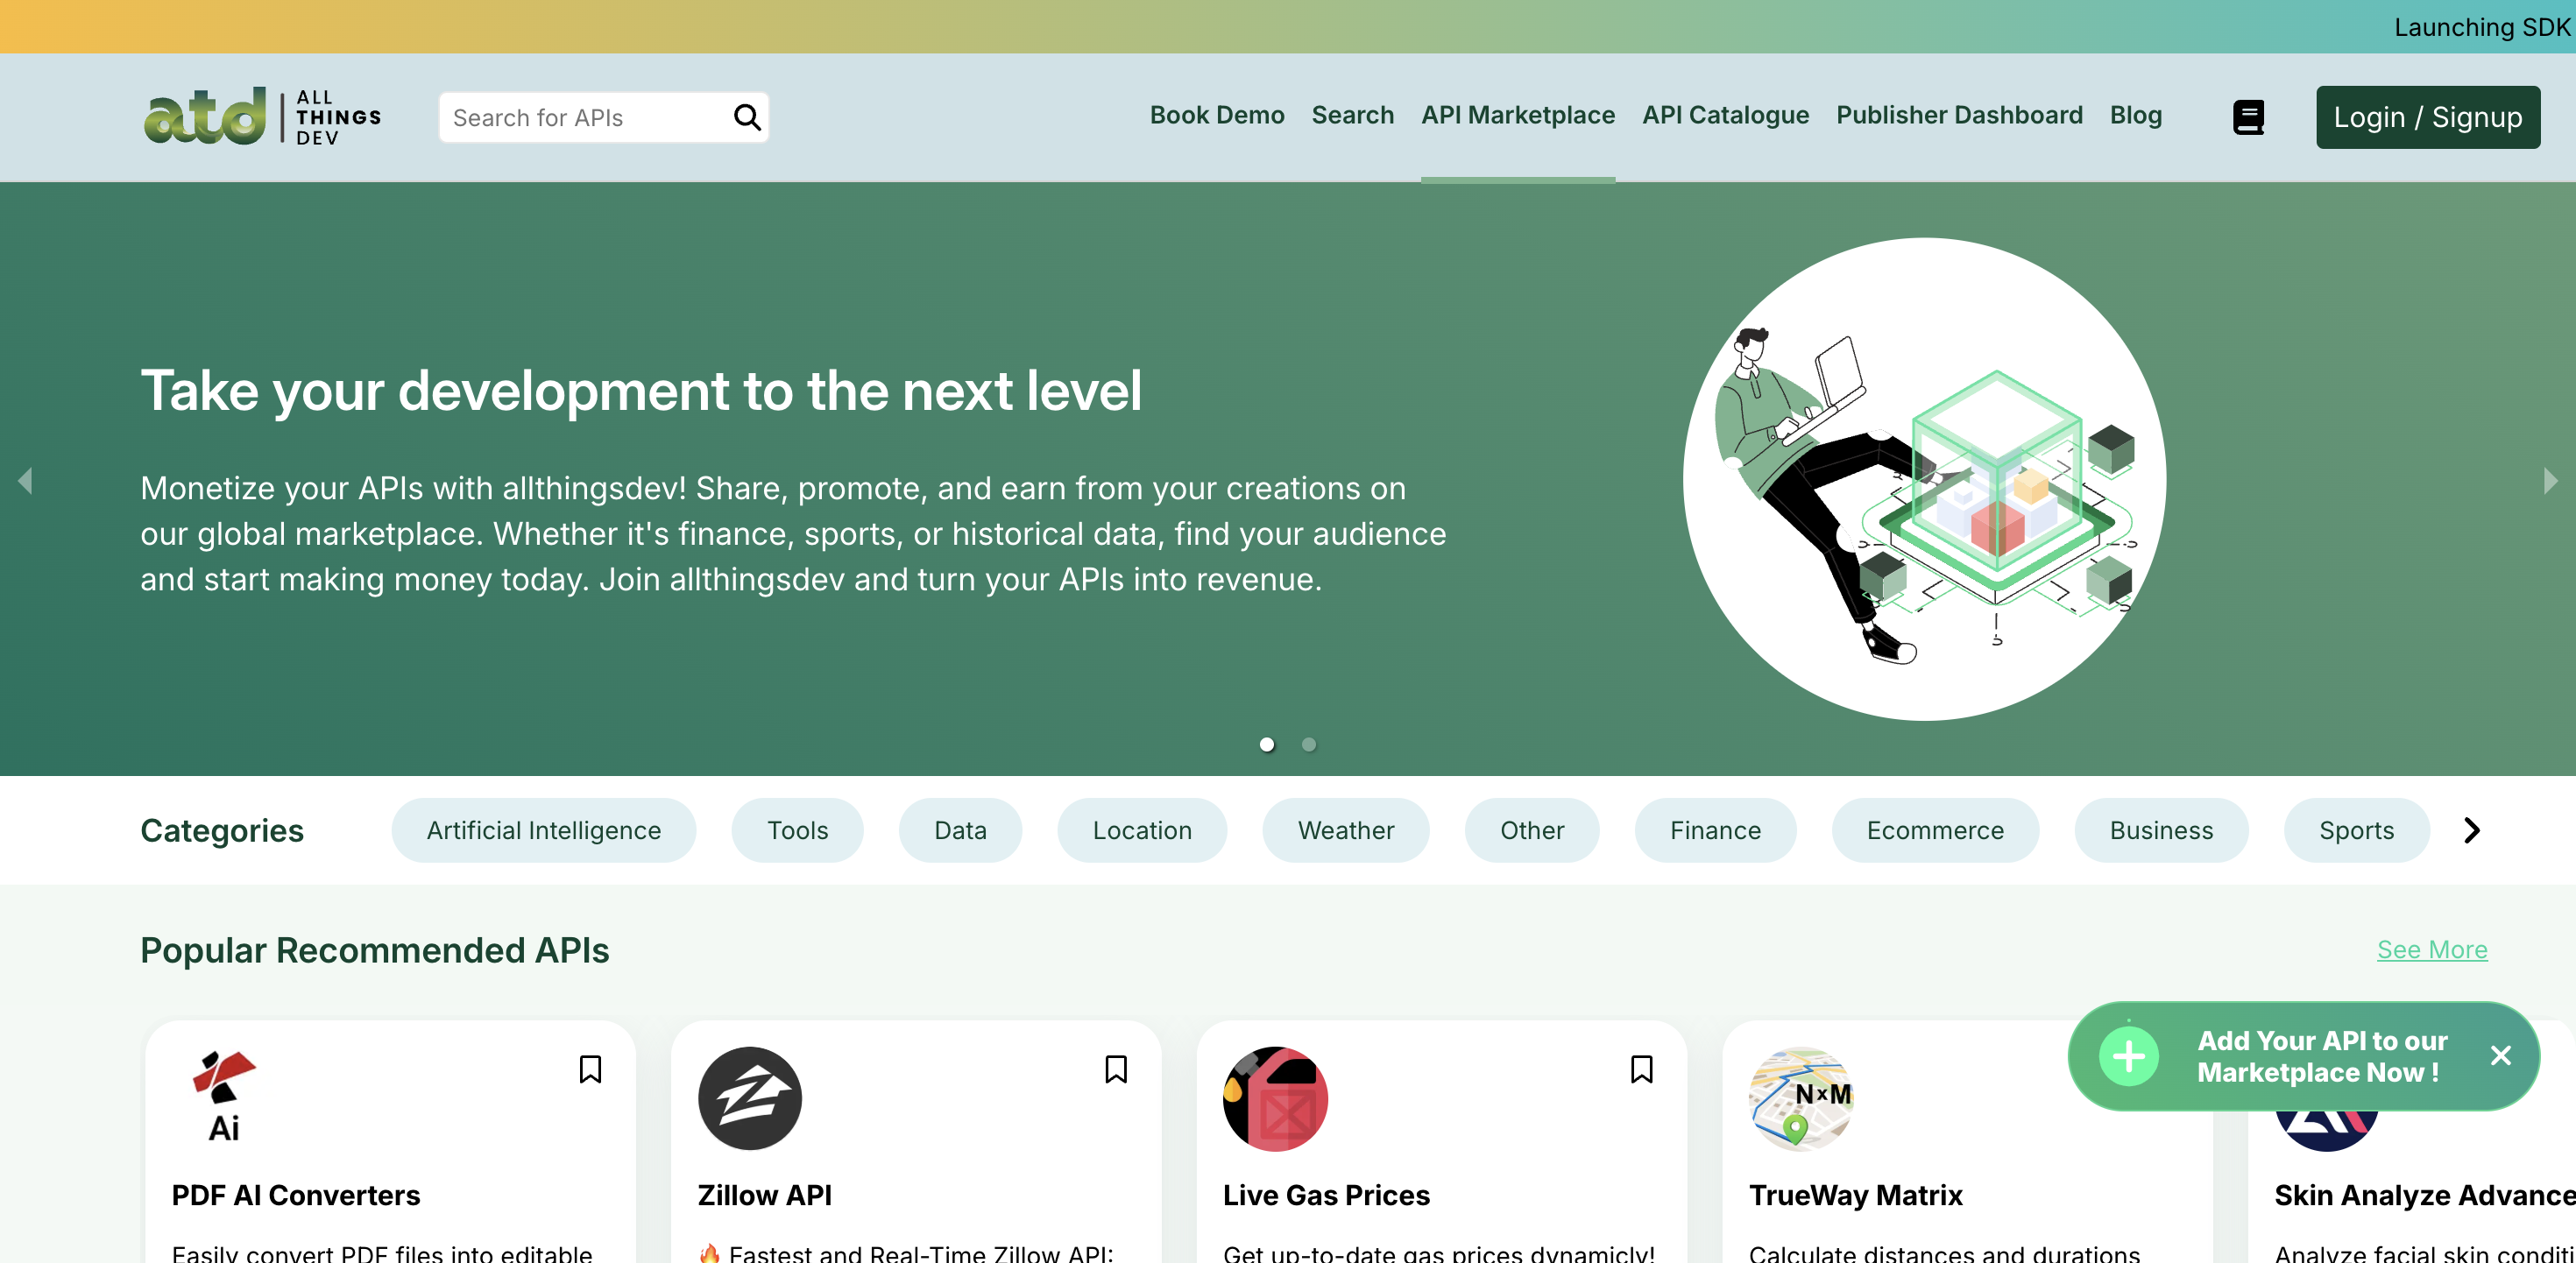 Launching SDK
atd
ALL
THINGS
DEV
Search for APIs
Book Demo
Search
API Marketplace
API Catalogue
Publisher Dashboard
Blog
Login / Signup
Take your development to the next level
Monetize your APIs with allthingsdev! Share, promote, and earn from your creations on
our global marketplace. Whether it's finance, sports, or historical data, find your audience
and start making money today. Join allthingsdev and turn your APIs into revenue.
Categories
Artificial Intelligence
Tools
Data
Location
Weather
Other
Finance
Ecommerce
Business
Sports
Popular Recommended APIs
See More
Add Your API to our
Marketplace Now !
Ai
PDF AI Converters
Easily convert PDF files into editable
Zillow API
🔥 Fastest and Real-Time Zillow API:
Live Gas Prices
Get up-to-date gas prices dynamicly!
NxM
TrueWay Matrix
Calculate distances and durations
Skin Analyze Advance
Analyze facial skin conditi